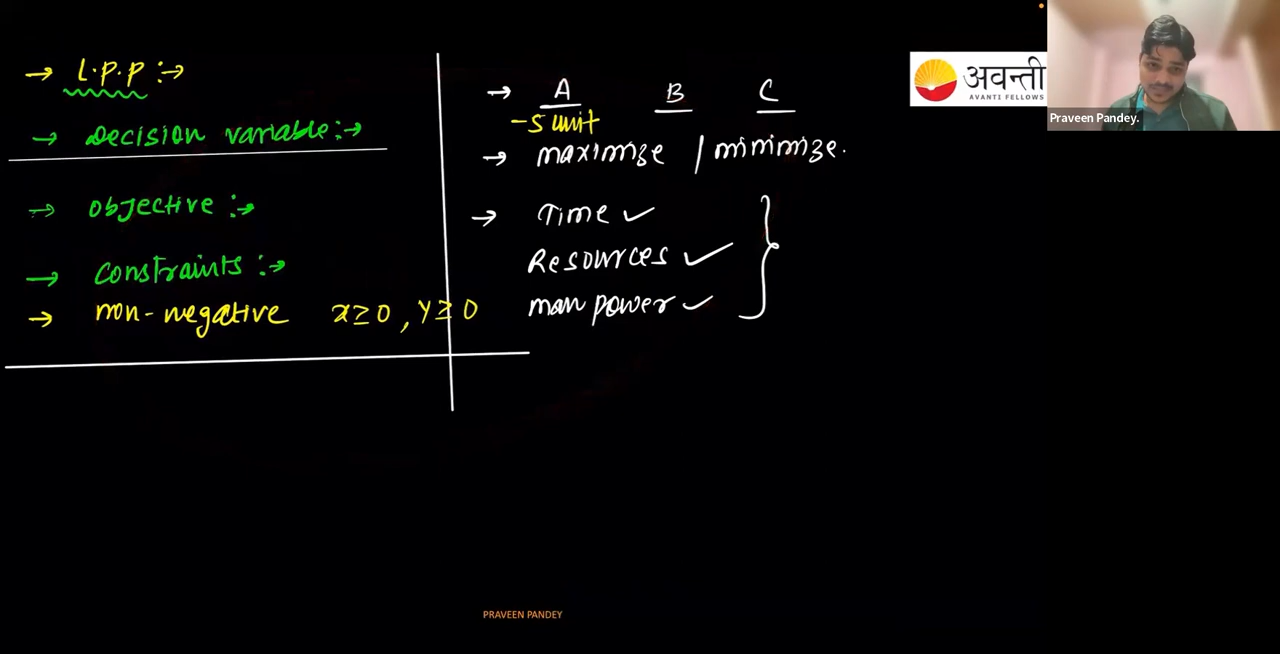 → L.P.P :→
→ Decision variable :→
→ objective :→
→ constraints :→
→ non-negative x≥0, y≥0
→ A B C
-5 unit
→ maximize / minimize.
→ Time ✓
Resources ✓
man power ✓
अवन्ती
AVANTI FELLOWS
Praveen Pandey.
PRAVEEN PANDEY